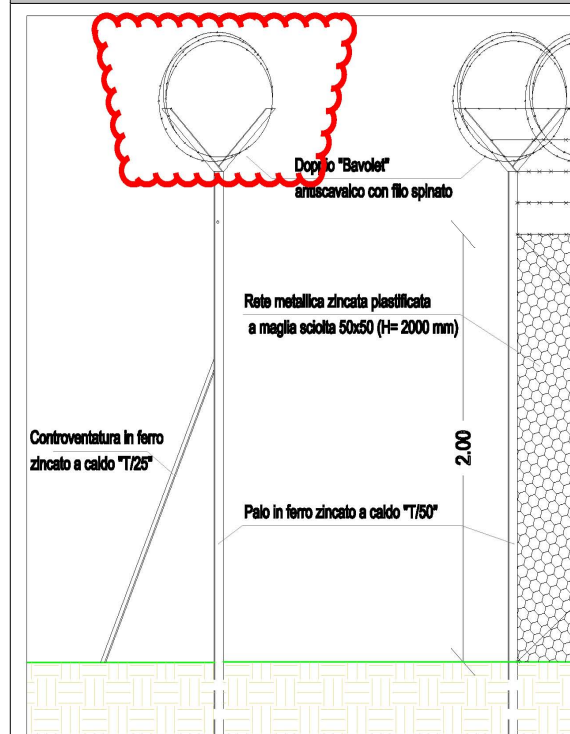 Doppio "Bavolet"
antiscavalco con filo spinato
Rete metallica zincata plastificata
a maglia sciolta 50x50 (H= 2000 mm)
Controventatura in ferro
zincato a caldo "T/25"
2.00
Palo in ferro zincato a caldo "T/50"